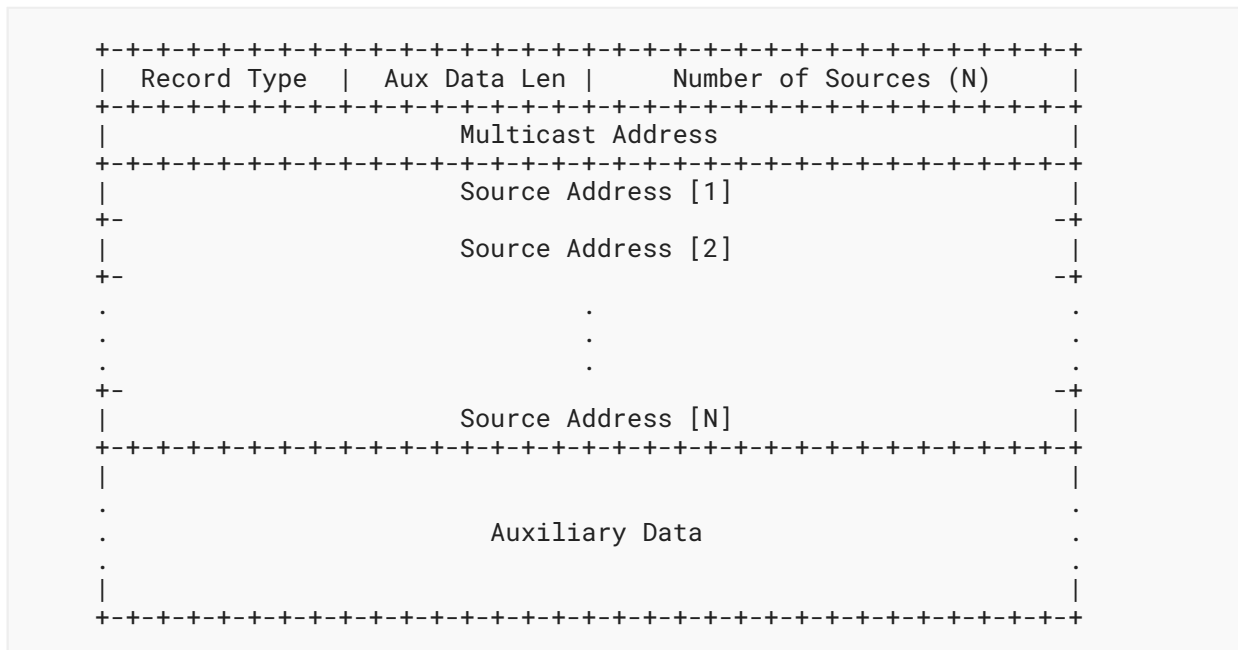 +-+-+-+-+-+-+-+-+-+-+-+-+-+-+-+-+-+-+-+-+-+-+-+-+-+-+-+-+-+-+-+-+
|  Record Type  |  Aux Data Len |     Number of Sources (N)     |
+-+-+-+-+-+-+-+-+-+-+-+-+-+-+-+-+-+-+-+-+-+-+-+-+-+-+-+-+-+-+-+-+
|                       Multicast Address                       |
+-+-+-+-+-+-+-+-+-+-+-+-+-+-+-+-+-+-+-+-+-+-+-+-+-+-+-+-+-+-+-+-+
|                       Source Address [1]                      |
+-                                                             -+
|                       Source Address [2]                      |
+-                                                             -+
.                               .                               .
.                               .                               .
.                               .                               .
+-                                                             -+
|                       Source Address [N]                      |
+-+-+-+-+-+-+-+-+-+-+-+-+-+-+-+-+-+-+-+-+-+-+-+-+-+-+-+-+-+-+-+-+
|                                                               |
.                                                               .
.                         Auxiliary Data                        .
.                                                               .
|                                                               |
+-+-+-+-+-+-+-+-+-+-+-+-+-+-+-+-+-+-+-+-+-+-+-+-+-+-+-+-+-+-+-+-+